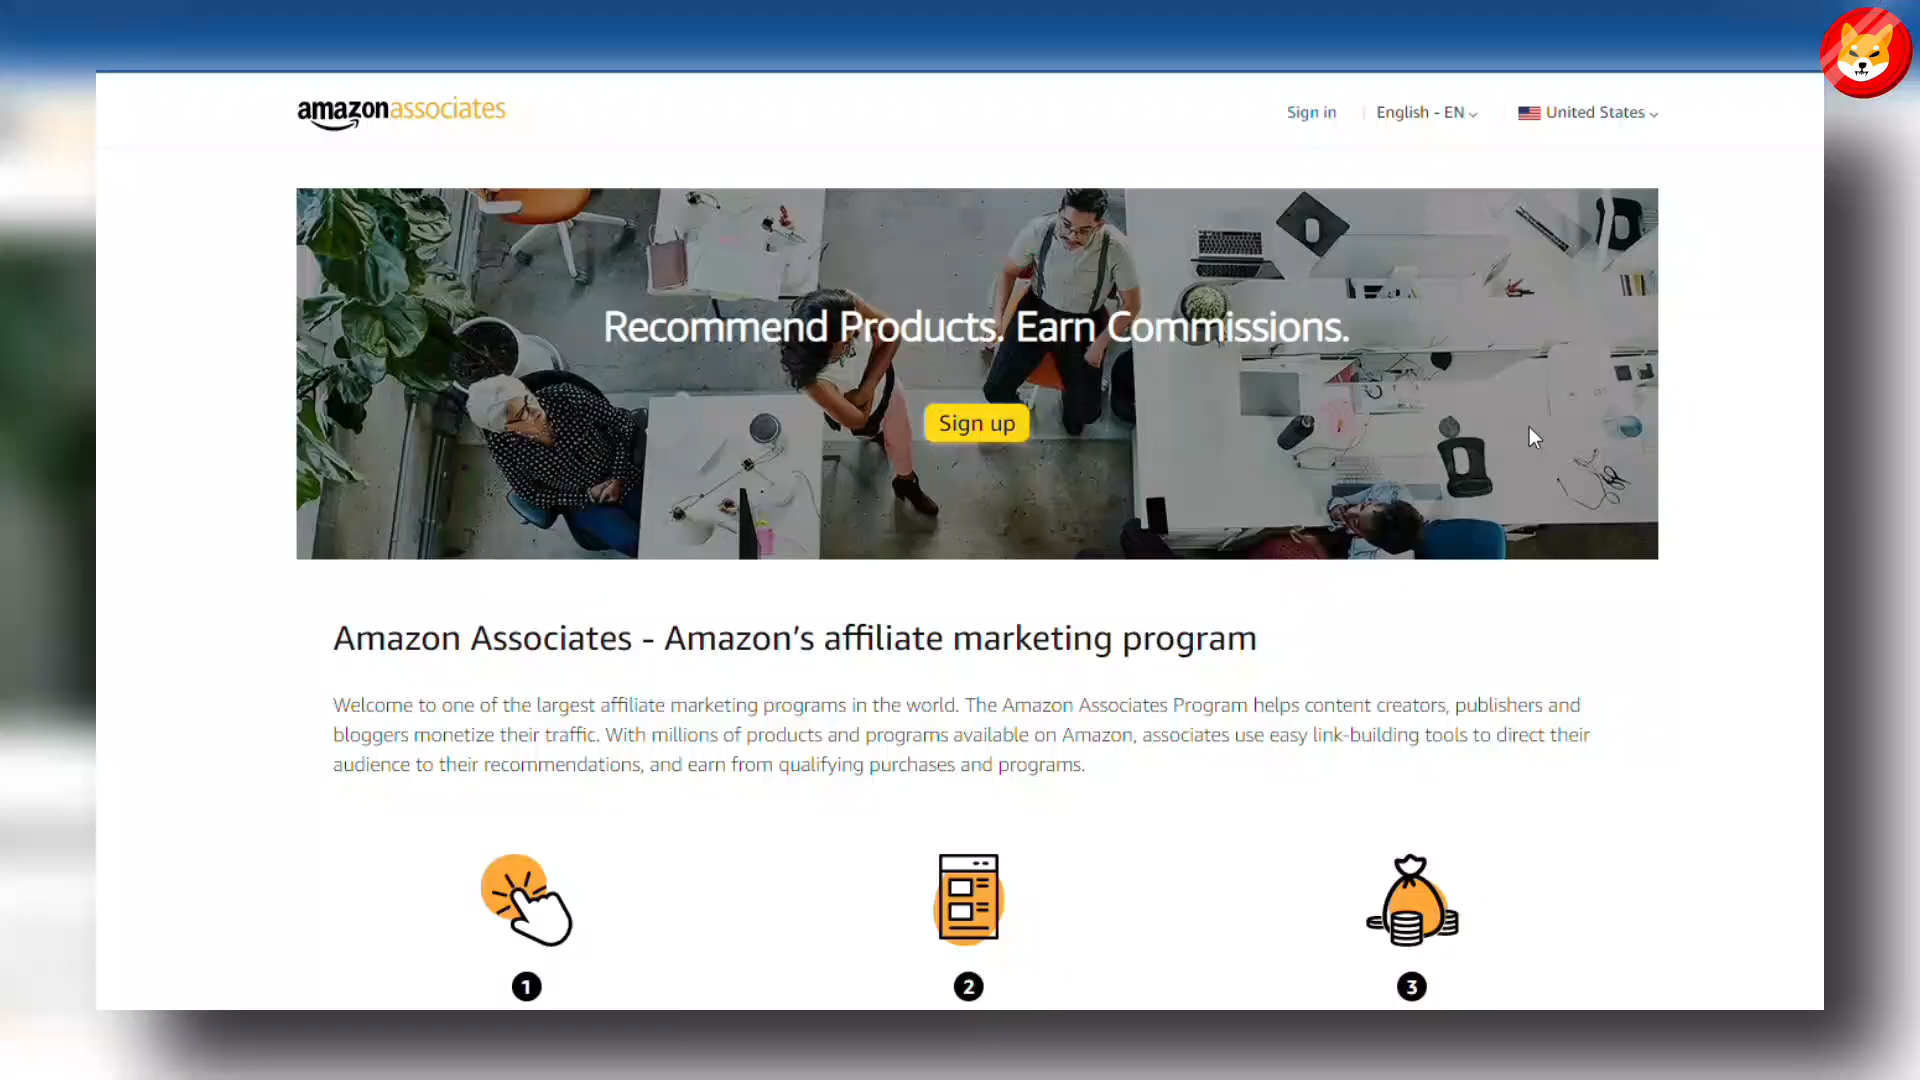 amazonassociates
Sign in
English - EN
United States
Recommend Products. Earn Commissions.
Sign up
Amazon Associates - Amazon’s affiliate marketing program
Welcome to one of the largest affiliate marketing programs in the world. The Amazon Associates Program helps content creators, publishers and
bloggers monetize their traffic. With millions of products and programs available on Amazon, associates use easy link-building tools to direct their
audience to their recommendations, and earn from qualifying purchases and programs.
1
2
3